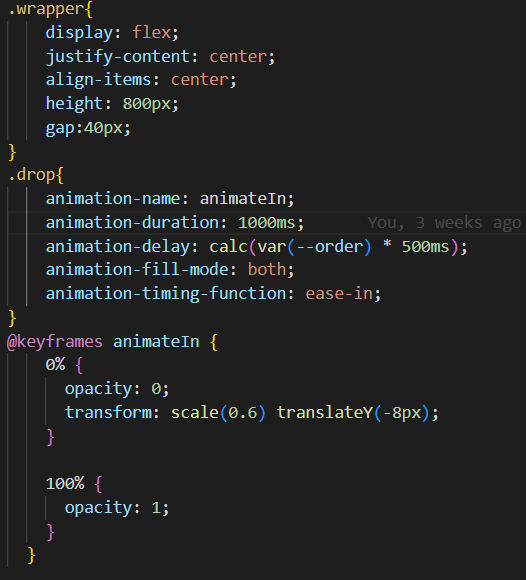 .wrapper{
    display: flex;
    justify-content: center;
    align-items: center;
    height: 800px;
    gap:40px;
}
.drop{
    animation-name: animateIn;
    animation-duration: 1000ms;      You, 3 weeks ago
    animation-delay: calc(var(--order) * 500ms);
    animation-fill-mode: both;
    animation-timing-function: ease-in;
}
@keyframes animateIn {
    0% {
      opacity: 0;
      transform: scale(0.6) translateY(-8px);
    }

    100% {
      opacity: 1;
    }
  }